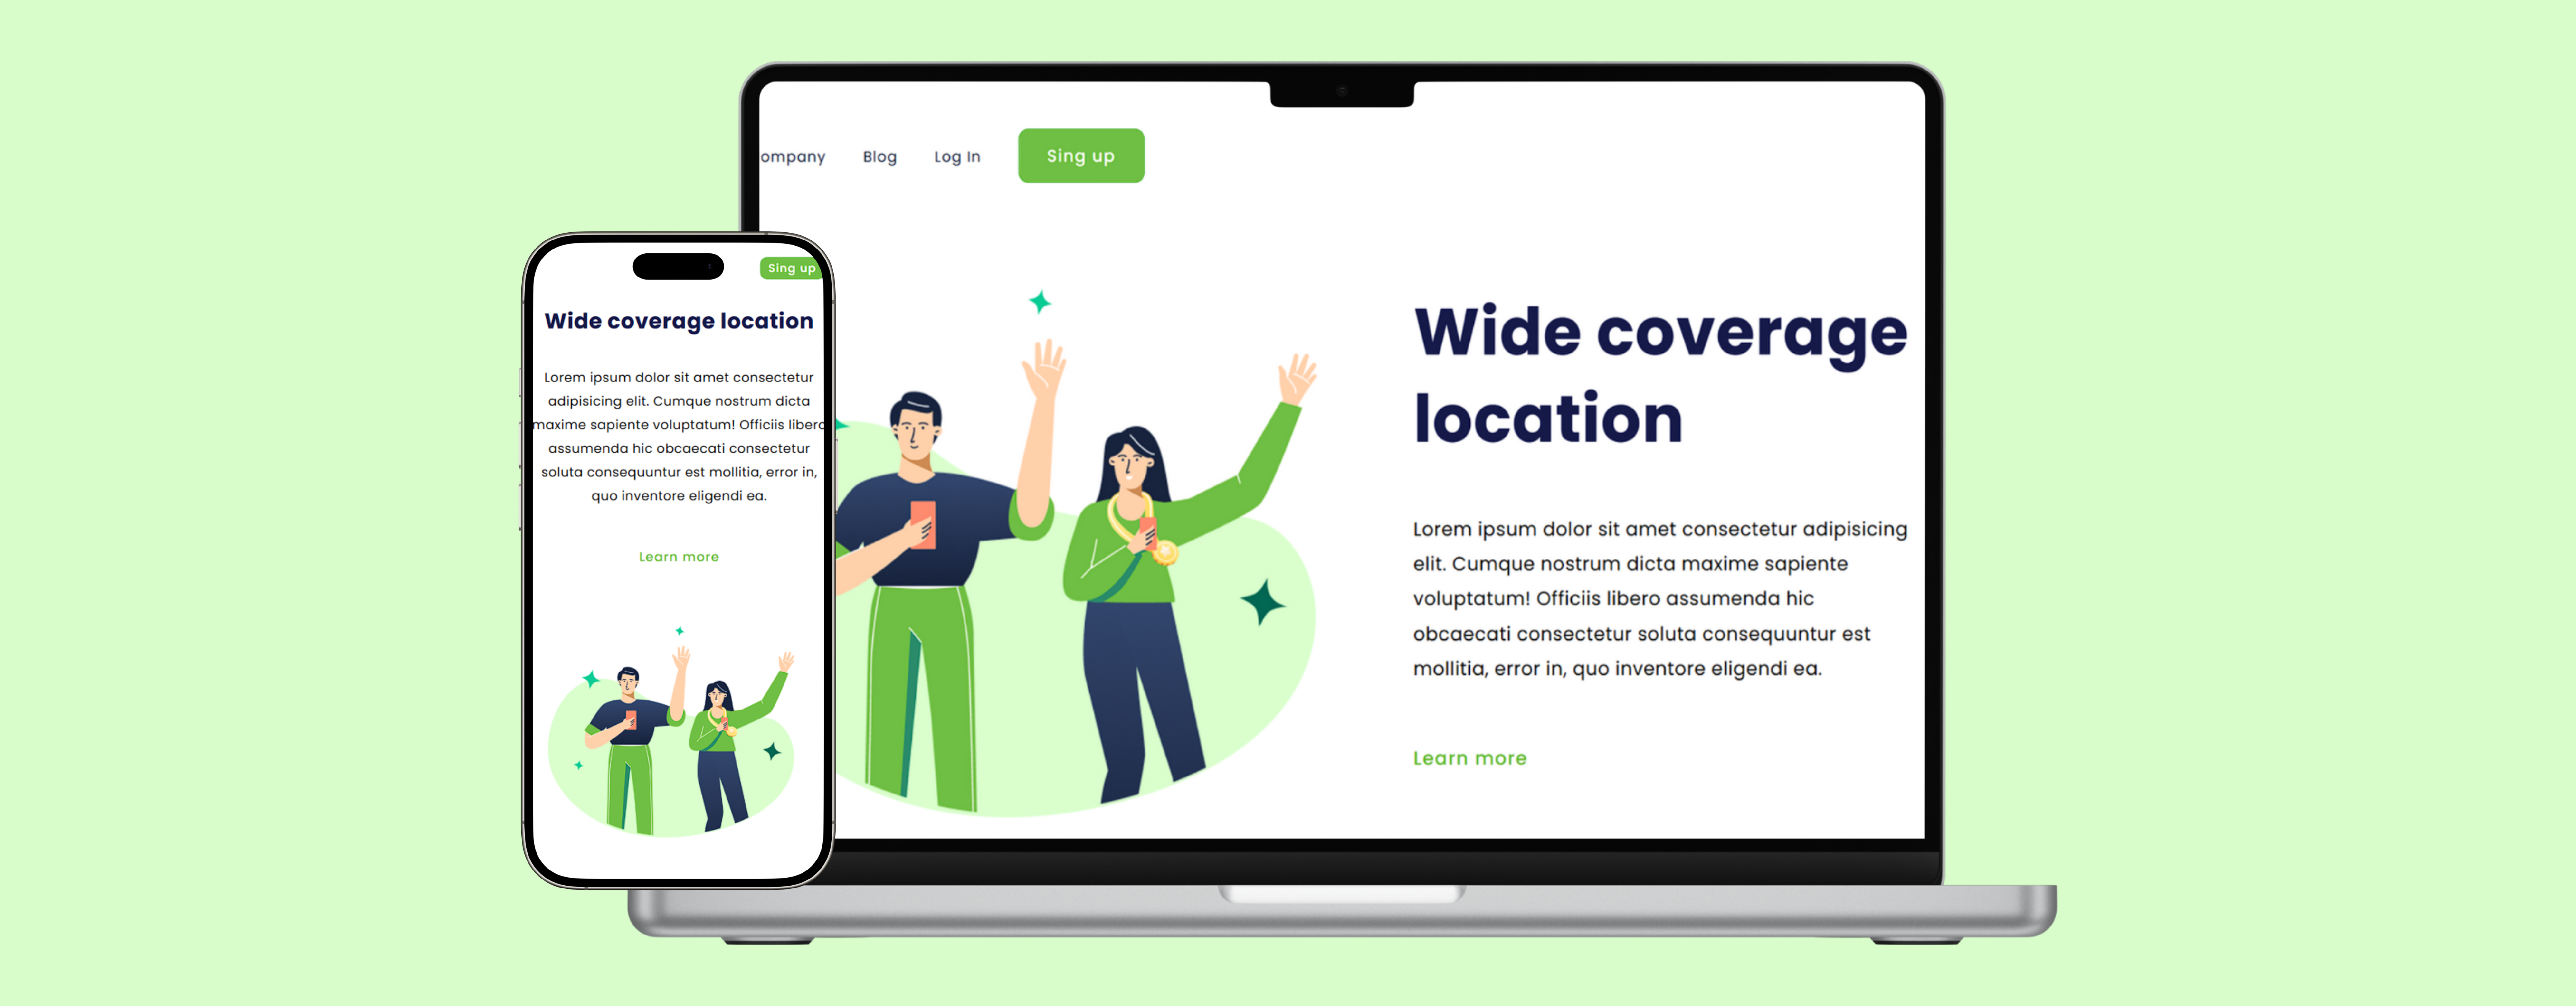 ompany Blog Log In Sing up
Wide coverage
location
Lorem ipsum dolor sit amet consectetur adipisicing
elit. Cumque nostrum dicta maxime sapiente
voluptatum! Officiis libero assumenda hic
obcaecati consectetur soluta consequuntur est
mollitia, error in, quo inventore eligendi ea.
Learn more
Sing up
Wide coverage location
Lorem ipsum dolor sit amet consectetur
adipisicing elit. Cumque nostrum dicta
maxime sapiente voluptatum! Officiis libero
assumenda hic obcaecati consectetur
soluta consequuntur est mollitia, error in,
quo inventore eligendi ea.
Learn more